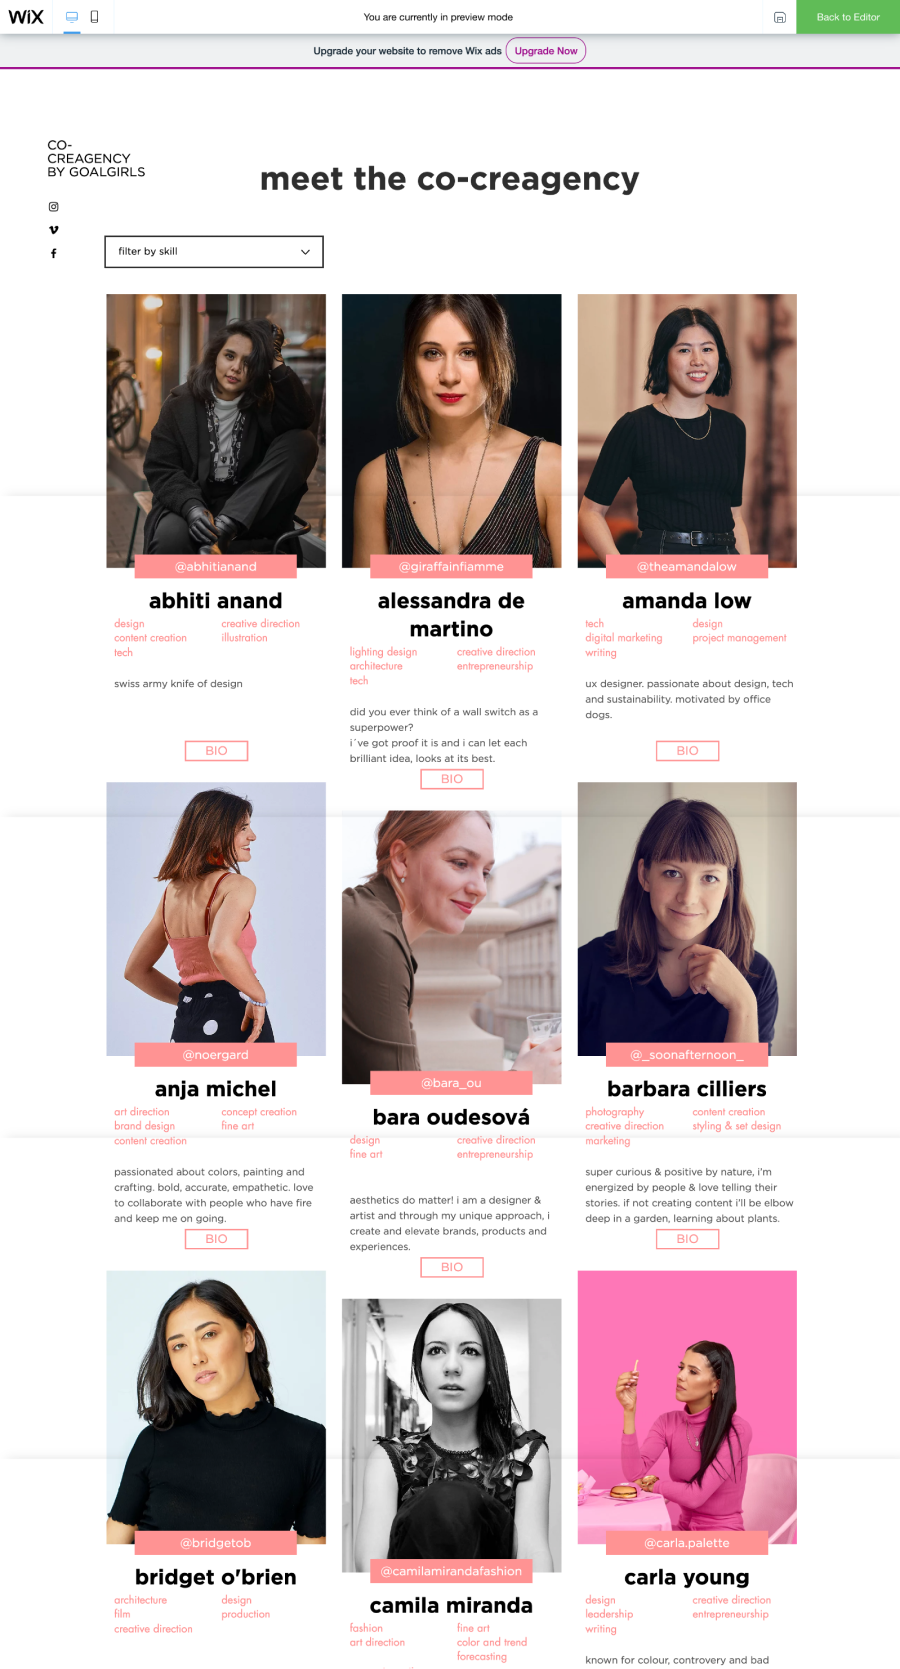 WiX
You are currently in preview mode
Back to Editor
Upgrade your website to remove Wix ads
Upgrade Now
CO-
CREAGENCY
BY GOALGIRLS
meet the co-creagency
filter by skill
@abhitianand
abhiti anand
design
creative direction
content creation
illustration
tech
swiss army knife of design
BIO
@giraffainfiamme
alessandra de
martino
lighting design
creative direction
architecture
entrepreneurship
tech
did you ever think of a wall switch as a
superpower?
i´ve got proof it is and i can let each
brilliant idea, looks at its best.
BIO
@theamandalow
amanda low
tech
design
digital marketing
project management
writing
ux designer. passionate about design, tech
and sustainability. motivated by office
dogs.
BIO
@noergard
anja michel
art direction
concept creation
brand design
fine art
content creation
passionated about colors, painting and
crafting. bold, accurate, empathetic. love
to collaborate with people who have fire
and keep me on going.
BIO
@bara_ou
bara oudesová
design
creative direction
fine art
entrepreneurship
aesthetics do matter! i am a designer &
artist and through my unique approach, i
create and elevate brands, products and
experiences.
BIO
@_soonafternoon_
barbara cilliers
photography
content creation
creative direction
styling & set design
marketing
super curious & positive by nature, i'm
energized by people & love telling their
stories. if not creating content i'll be elbow
deep in a garden, learning about plants.
BIO
@bridgetob
bridget o'brien
architecture
design
film
production
creative direction
@camilamirandafashion
camila miranda
fashion
fine art
art direction
color and trend
forecasting
@carla.palette
carla young
design
creative direction
leadership
entrepreneurship
writing
known for colour, controvery and bad